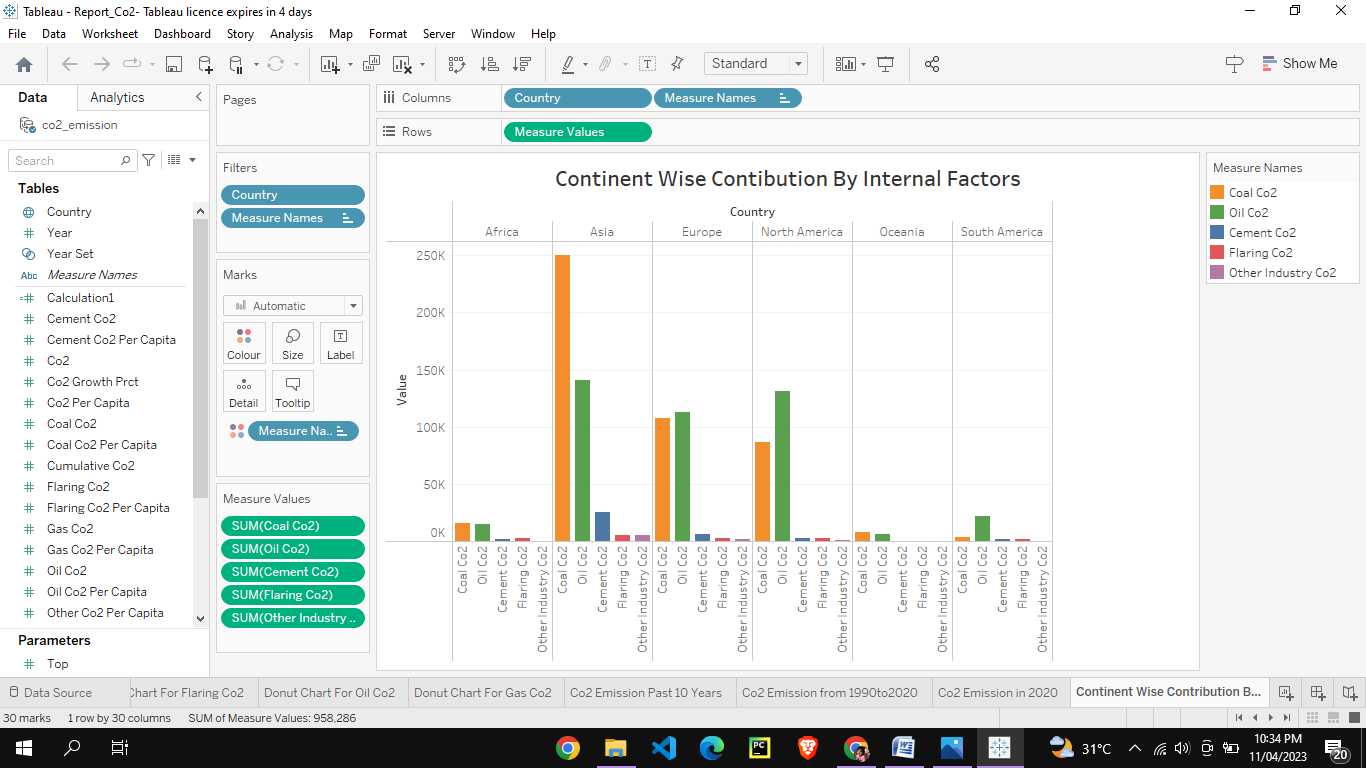 Tableau - Report_Co2- Tableau licence expires in 4 days
File Data Worksheet Dashboard Story Analysis Map Format Server Window Help
Standard
Show Me
Data Analytics
co2_emission
Search
Tables
Country
Year
Year Set
Abc Measure Names
Calculation1
Cement Co2
Cement Co2 Per Capita
Co2
Co2 Growth Prct
Co2 Per Capita
Coal Co2
Coal Co2 Per Capita
Cumulative Co2
Flaring Co2
Flaring Co2 Per Capita
Gas Co2
Gas Co2 Per Capita
Oil Co2
Oil Co2 Per Capita
Other Co2 Per Capita
Parameters
Top
Pages
Filters
Country
Measure Names
Marks
Automatic
Colour Size Label
Detail Tooltip
Measure Na..
Measure Values
SUM(Coal Co2)
SUM(Oil Co2)
SUM(Cement Co2)
SUM(Flaring Co2)
SUM(Other Industry ..
Columns Country Measure Names
Rows Measure Values
Continent Wise Contibution By Internal Factors
Country
Africa Asia Europe North America Oceania South America
Value
250K
200K
150K
100K
50K
0K
Coal Co2 Oil Co2 Cement Co2 Flaring Co2 Other Industry Co2 Coal Co2 Oil Co2 Cement Co2 Flaring Co2 Other Industry Co2 Coal Co2 Oil Co2 Cement Co2 Flaring Co2 Other Industry Co2 Coal Co2 Oil Co2 Cement Co2 Flaring Co2 Other Industry Co2 Coal Co2 Oil Co2 Cement Co2 Flaring Co2 Other Industry Co2 Coal Co2 Oil Co2 Cement Co2 Flaring Co2 Other Industry Co2
Measure Names
Coal Co2
Oil Co2
Cement Co2
Flaring Co2
Other Industry Co2
Data Source Chart For Flaring Co2 Donut Chart For Oil Co2 Donut Chart For Gas Co2 Co2 Emission Past 10 Years Co2 Emission from 1990to2020 Co2 Emission in 2020 Continent Wise Contribution B...
30 marks 1 row by 30 columns SUM of Measure Values: 958,286
PC
31°C
10:34 PM
11/04/2023
20